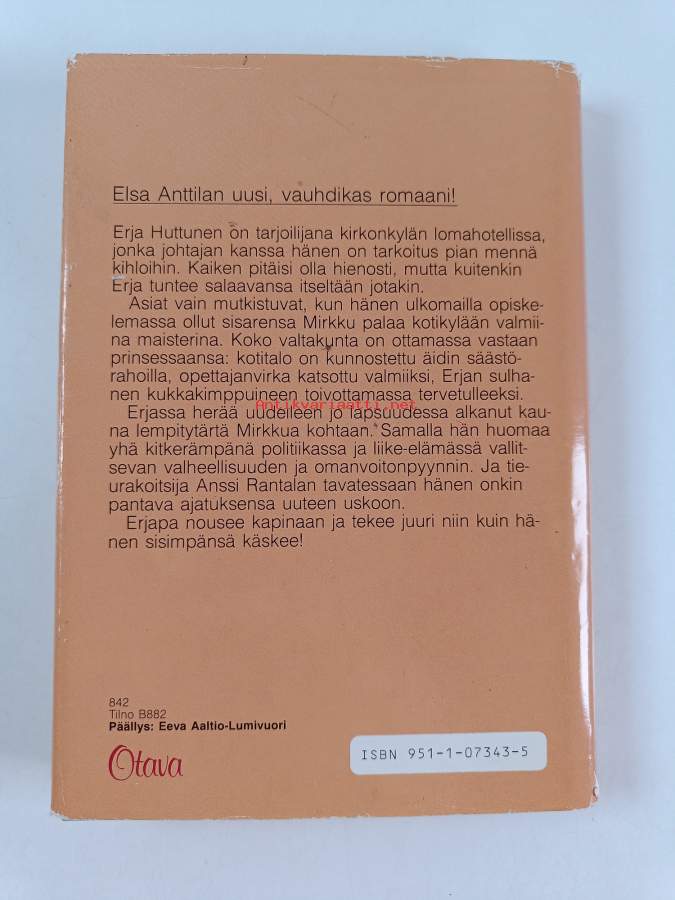 Elsa Anttilan uusi, vauhdikas romaani!
Erja Huttunen on tarjoilijana kirkonkylän lomahotellissa,
jonka johtajan kanssa hänen on tarkoitus pian mennä
kihloihin. Kaiken pitäisi olla hienosti, mutta kuitenkin
Erja tuntee salaavansa itseltään jotakin.
Asiat vain mutkistuvat, kun hänen ulkomailla opiske-
lemassa ollut sisarensa Mirkku palaa kotikylään valmii-
na maisterina. Koko valtakunta on ottamassa vastaan
prinsessaansa: kotitalo on kunnostettu äidin säästö-
rahoilla, opettajanvirka katsottu valmiiksi, Erjan sulha-
nen kukkakimppuineen toivottamassa tervetulleeksi.
Antikvariaatti.net
Erjassa herää uudelleen jo lapsuudessa alkanut kau-
na lempitytärtä Mirkkua kohtaan. Samalla hän huomaa
yhä kitkerämpänä politiikassa ja liike-elämässä vallit-
sevan valheellisuuden ja omanvoitonpyynnin. Ja tie-
urakoitsija Anssi Rantalan tavatessaan hänen onkin
pantava ajatuksensa uuteen uskoon.
Erjapa nousee kapinaan ja tekee juuri niin kuin hä-
nen sisimpänsä käskee!
842
Tilno B882
Päällys: Eeva Aaltio-Lumivuori
Otava
ISBN 951-1-07343-5